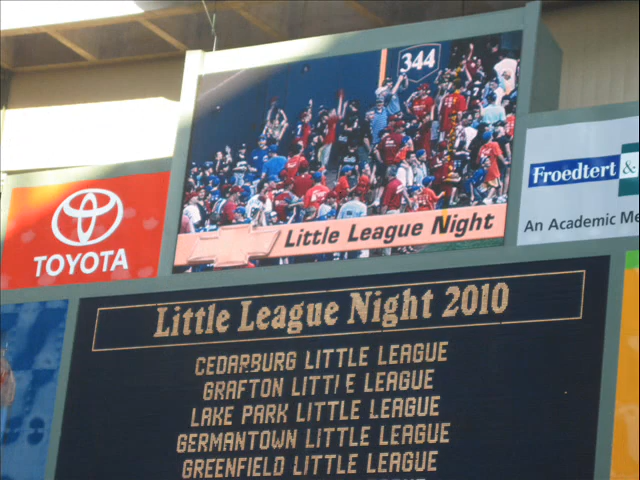 344
Little League Night
TOYOTA
Froedtert &
An Academic Me
Little League Night 2010
CEDARBURG LITTLE LEAGUE
GRAFTON LITTLE LEAGUE
LAKE PARK LITTLE LEAGUE
GERMANTOWN LITTLE LEAGUE
GREENFIELD LITTLE LEAGUE